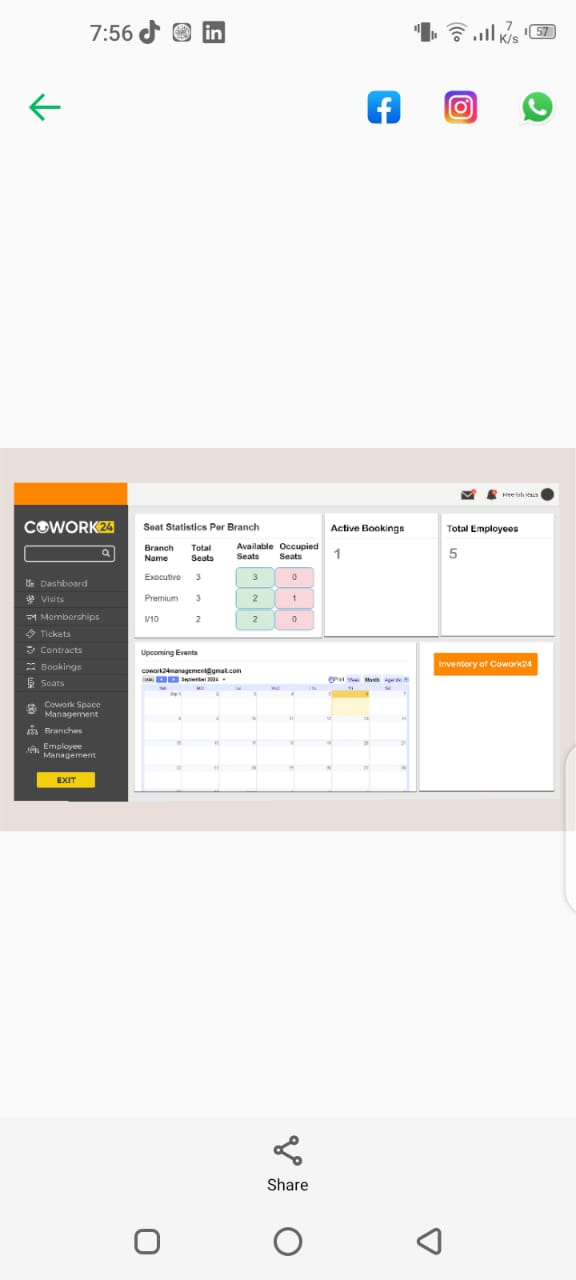 7:56
7
K/s
57
COWORK24
Dashboard
Visits
Memberships
Tickets
Contracts
Bookings
Seats
Cowork Space
Management
Branches
Employee
Management
EXIT
Seat Statistics Per Branch
Branch Name Total Seats Available Seats Occupied Seats
Executive 3 3 0
Premium 3 2 1
I/10 2 2 0
Active Bookings
1
Total Employees
5
Upcoming Events
cowork24management@gmail.com
September 2024
Print Week Month Agenda
Sun Mon Tue Wed Thu Fri Sat
Sep 1 2 3 4 5 6 7
8 9 10 11 12 13 14
15 16 17 18 19 20 21
22 23 24 25 26 27 28
Inventory of Cowork24
Share